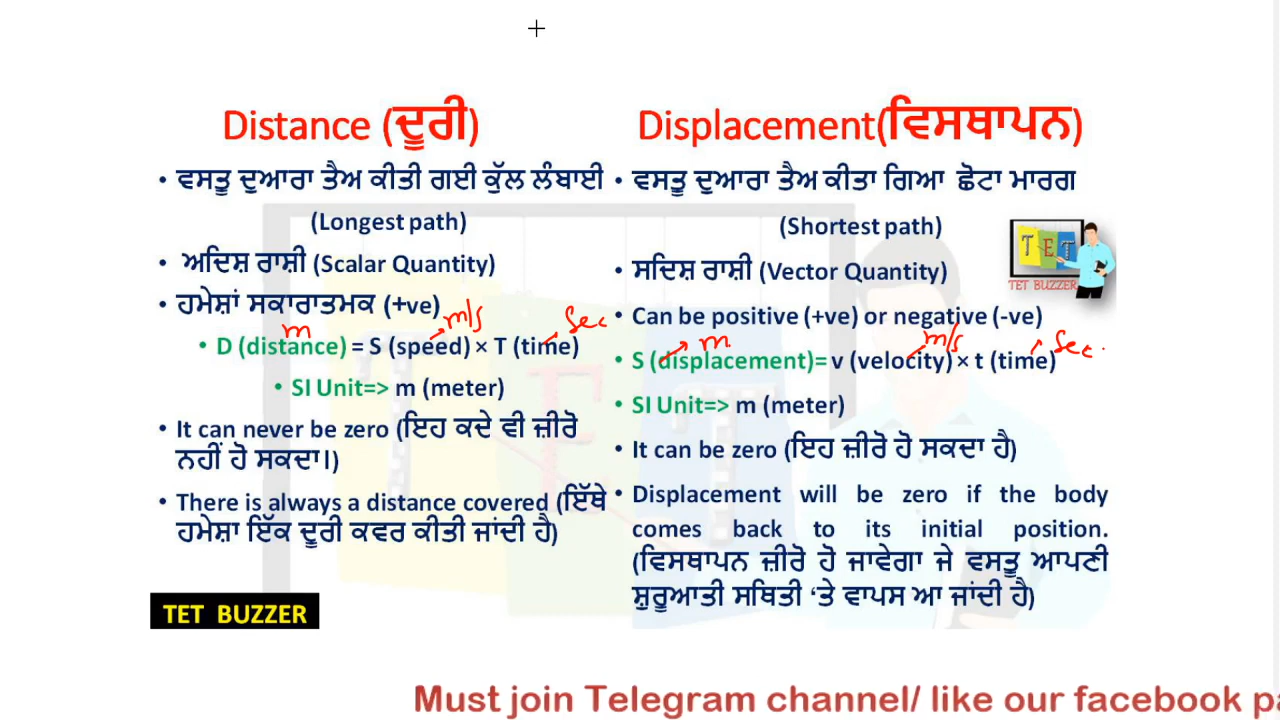 Distance (ਦੂਰੀ)
• ਵਸਤੂ ਦੁਆਰਾ ਤੈਅ ਕੀਤੀ ਗਈ ਕੁੱਲ ਲੰਬਾਈ
(Longest path)
• ਅਦਿਸ਼ ਰਾਸ਼ੀ (Scalar Quantity)
• ਹਮੇਸ਼ਾਂ ਸਕਾਰਾਤਮਕ (+ve)
m m/s Sec
• D (distance) = S (speed) × T (time)
• SI Unit=> m (meter)
• It can never be zero (ਇਹ ਕਦੇ ਵੀ ਜ਼ੀਰੋ
ਨਹੀਂ ਹੋ ਸਕਦਾ।)
• There is always a distance covered (ਇੱਥੇ
ਹਮੇਸ਼ਾ ਇੱਕ ਦੂਰੀ ਕਵਰ ਕੀਤੀ ਜਾਂਦੀ ਹੈ)
TET BUZZER
Displacement(ਵਿਸਥਾਪਨ)
• ਵਸਤੂ ਦੁਆਰਾ ਤੈਅ ਕੀਤਾ ਗਿਆ ਛੋਟਾ ਮਾਰਗ
(Shortest path)
• ਸਦਿਸ਼ ਰਾਸ਼ੀ (Vector Quantity)
TET
TET BUZZER
• Can be positive (+ve) or negative (-ve)
m m/s Sec.
• S (displacement)= v (velocity) × t (time)
• SI Unit=> m (meter)
• It can be zero (ਇਹ ਜ਼ੀਰੋ ਹੋ ਸਕਦਾ ਹੈ)
• Displacement will be zero if the body
comes back to its initial position.
(ਵਿਸਥਾਪਨ ਜ਼ੀਰੋ ਹੋ ਜਾਵੇਗਾ ਜੇ ਵਸਤੂ ਆਪਣੀ
ਸ਼ੁਰੂਆਤੀ ਸਥਿਤੀ ‘ਤੇ ਵਾਪਸ ਆ ਜਾਂਦੀ ਹੈ)
Must join Telegram channel/ like our facebook pa